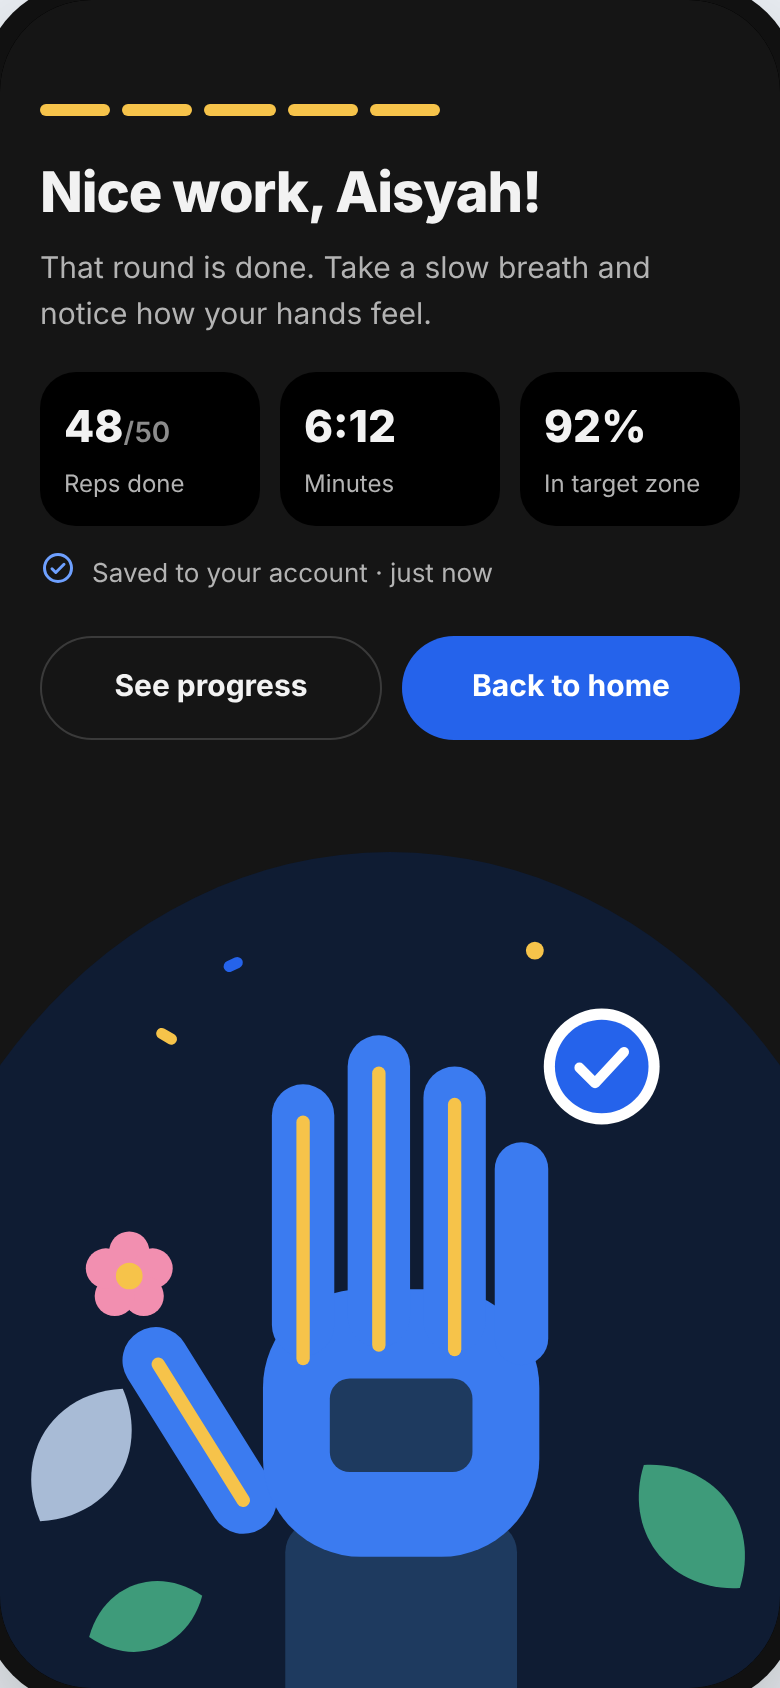 Nice work, Aisyah!
That round is done. Take a slow breath and
notice how your hands feel.
48/50
Reps done
6:12
Minutes
92%
In target zone
Saved to your account · just now
See progress
Back to home